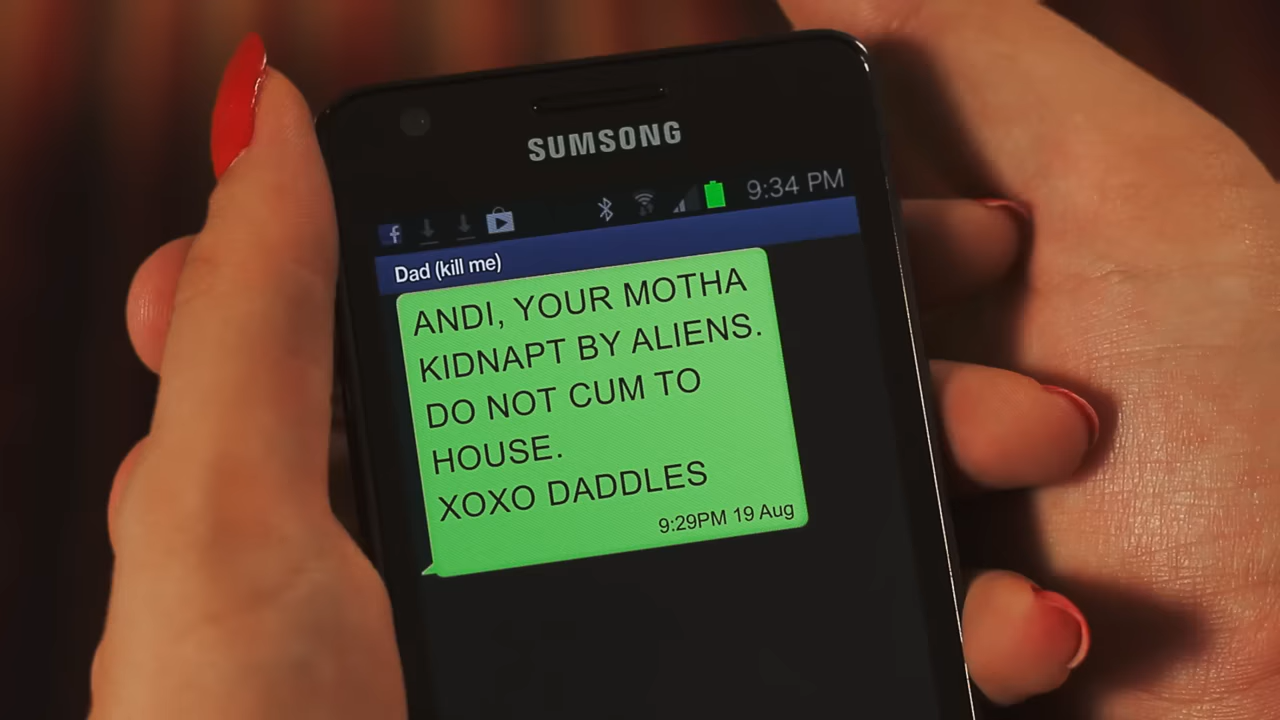 SUMSONG
9:34 PM
Dad (kill me)
ANDI, YOUR MOTHA
KIDNAPT BY ALIENS.
DO NOT CUM TO
HOUSE.
XOXO DADDLES
9:29PM 19 Aug